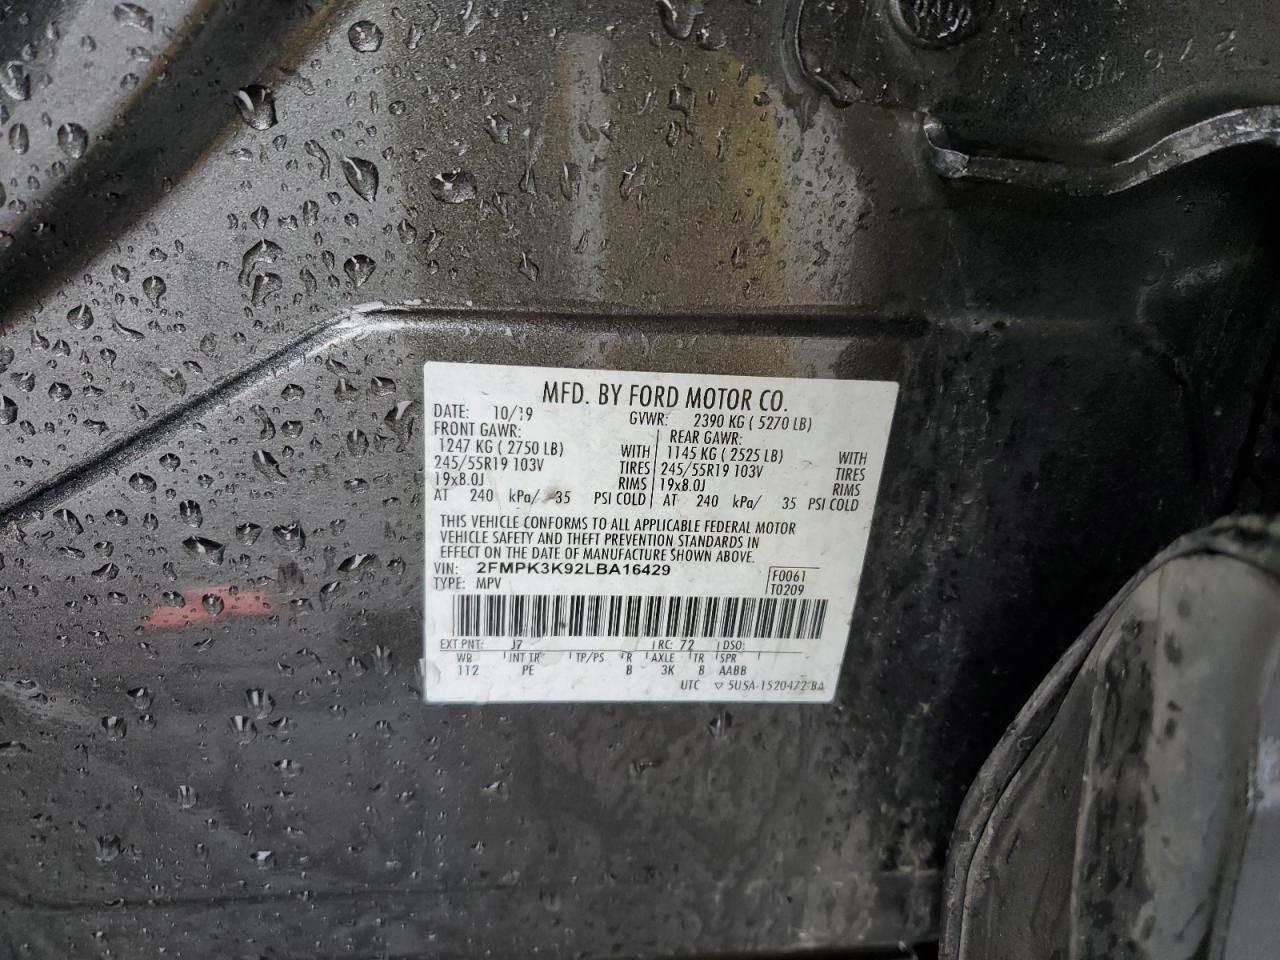 MFD. BY FORD MOTOR CO.
DATE: 10/19 GVWR: 2390 KG ( 5270 LB)
FRONT GAWR: REAR GAWR:
1247 KG ( 2750 LB) WITH 1145 KG ( 2525 LB) WITH
245/55R19 103V TIRES 245/55R19 103V TIRES
19x8.0J RIMS 19x8.0J RIMS
AT 240 kPa/ 35 PSI COLD AT 240 kPa/ 35 PSI COLD
THIS VEHICLE CONFORMS TO ALL APPLICABLE FEDERAL MOTOR
VEHICLE SAFETY AND THEFT PREVENTION STANDARDS IN
EFFECT ON THE DATE OF MANUFACTURE SHOWN ABOVE.
VIN: 2FMPK3K92LBA16429 F0061
TYPE: MPV T0209
EXT PNT: J7 RC: 72 DSO:
WB INT TR TP/PS R AXLE TR SPR
112 PE B 3K B AABB
UTC ▽ 5U5A-1520472-BA